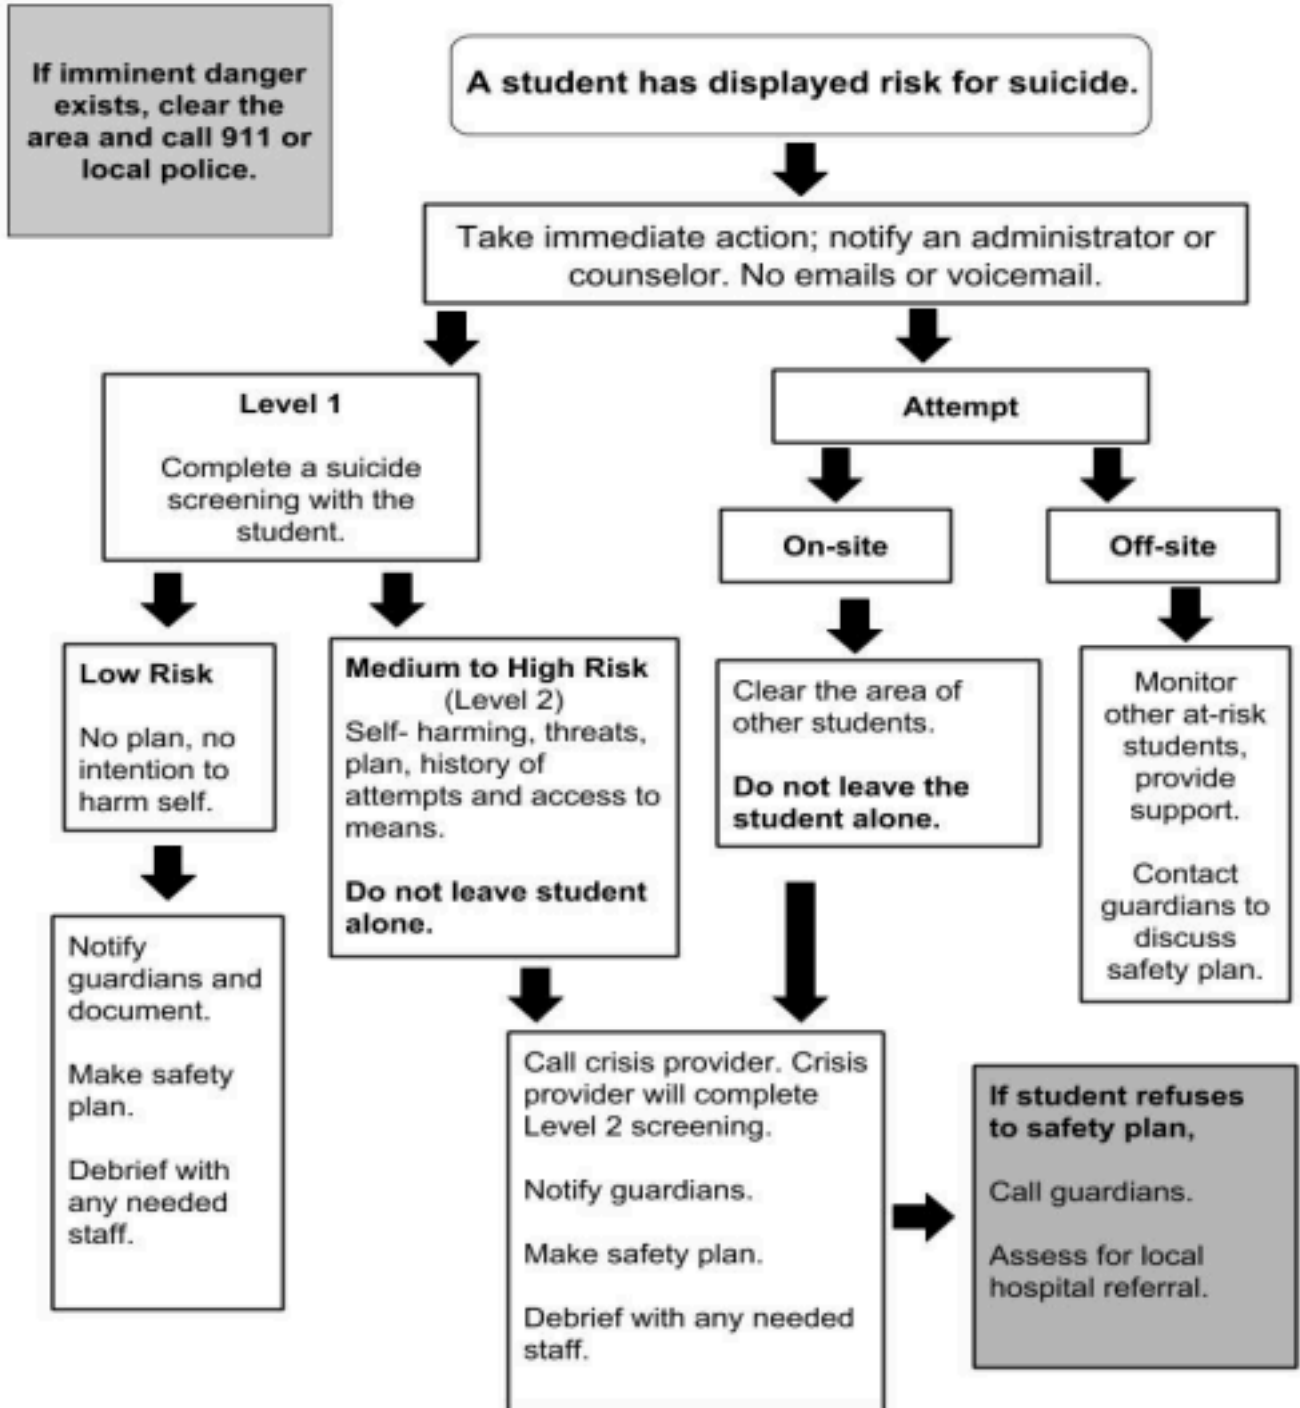 If imminent danger
exists, clear the
area and call 911 or
local police.
A student has displayed risk for suicide.
Take immediate action; notify an administrator or
counselor. No emails or voicemail.
Level 1
Complete a suicide
screening with the
student.
Attempt
On-site
Off-site
Low Risk
No plan, no
intention to
harm self.
Medium to High Risk
(Level 2)
Self- harming, threats,
plan, history of
attempts and access to
means.
Do not leave student
alone.
Clear the area of
other students.
Do not leave the
student alone.
Monitor
other at-risk
students,
provide
support.
Contact
guardians to
discuss
safety plan.
Notify
guardians and
document.
Make safety
plan.
Debrief with
any needed
staff.
Call crisis provider. Crisis
provider will complete
Level 2 screening.
Notify guardians.
Make safety plan.
Debrief with any needed
staff.
If student refuses
to safety plan,
Call guardians.
Assess for local
hospital referral.